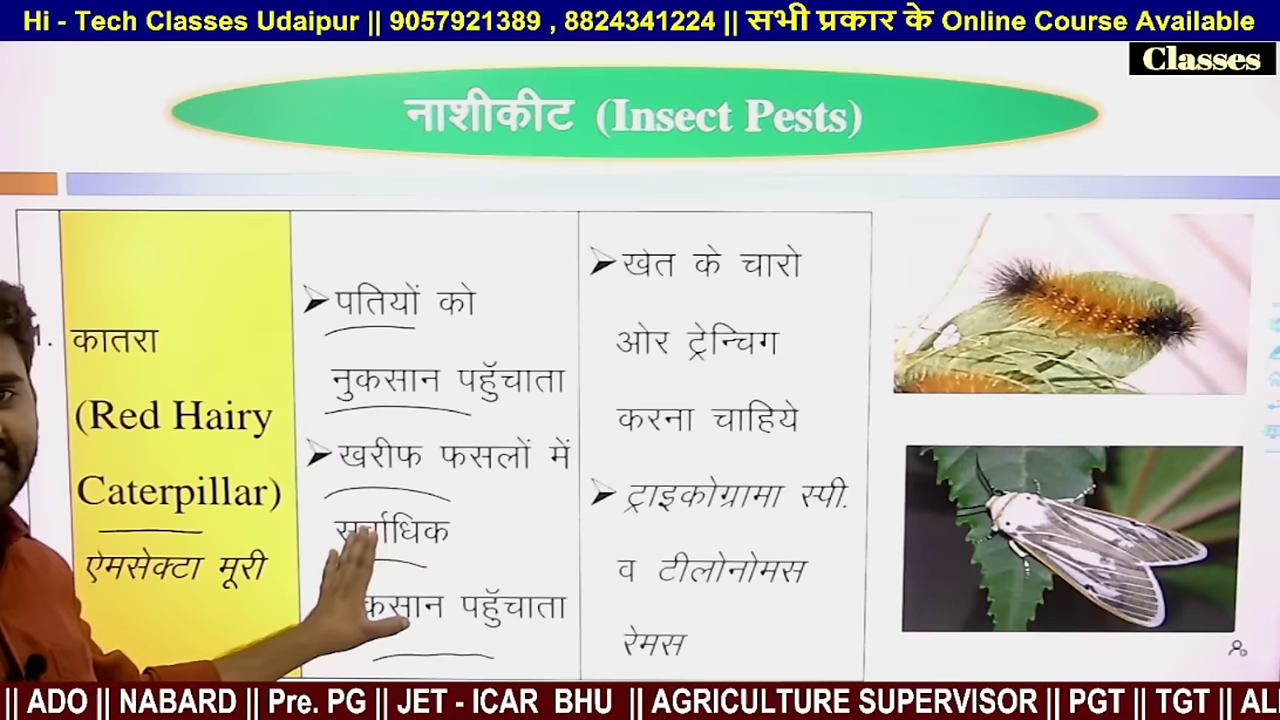 Hi - Tech Classes Udaipur || 9057921389 , 8824341224 || सभी प्रकार के Online Course Available
Classes
नाशीकीट (Insect Pests)
1.
कातरा
(Red Hairy
Caterpillar)
ऐमसेक्टा मूरी
➢पतियों को
नुकसान पहुँचाता
➢खरीफ फसलों में
सर्वाधिक
कसान पहुँचाता
➢खेत के चारो
ओर ट्रेन्चिग
करना चाहिये
➢ट्राइकोग्रामा स्पी.
व टीलोनोमस
रेमस
|| ADO || NABARD || Pre. PG || JET - ICAR BHU || AGRICULTURE SUPERVISOR || PGT || TGT || AL